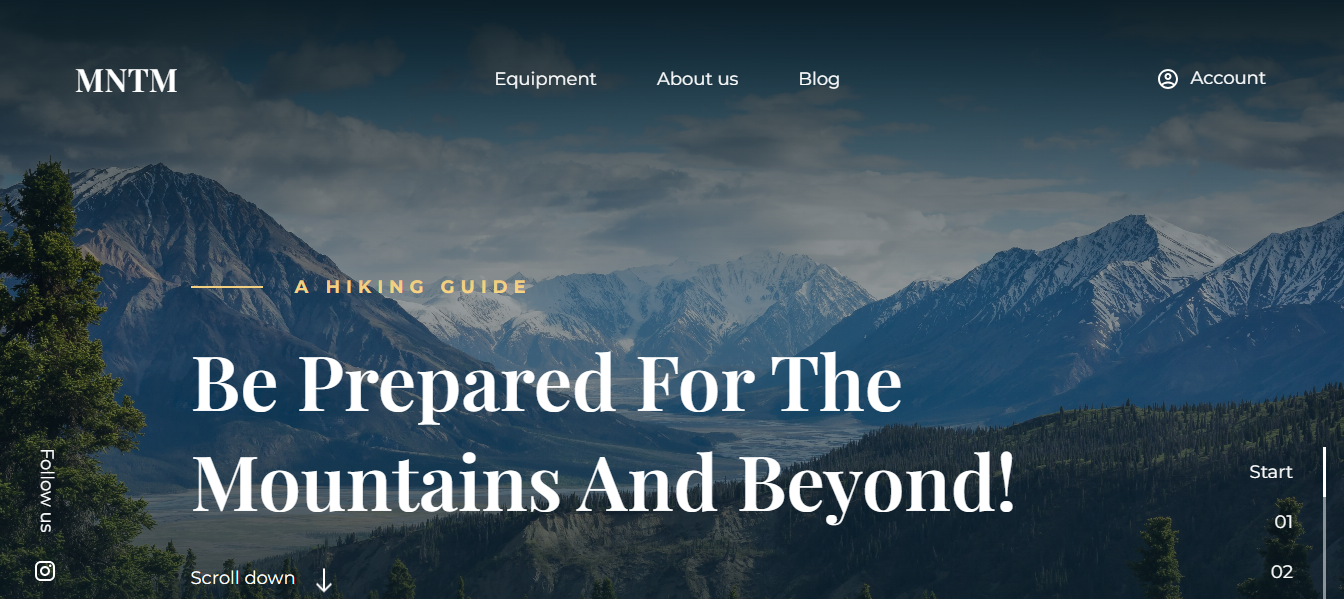 MNTM
Equipment
About us
Blog
Account
A HIKING GUIDE
Be Prepared For The
Mountains And Beyond!
Follow us
Scroll down
Start
01
02